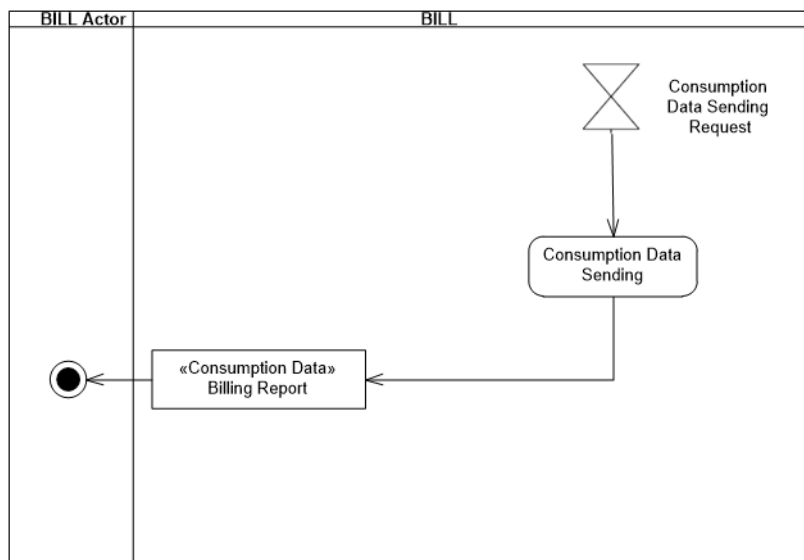 BILL Actor
BILL
Consumption
Data Sending
Request
Consumption Data
Sending
«Consumption Data»
Billing Report